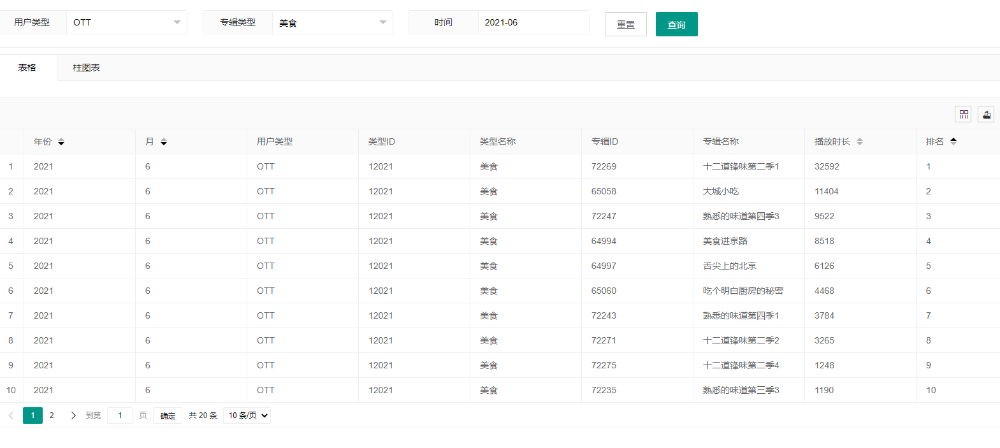 用户类型 OTT 专辑类型 美食 时间 2021-06 重置 查询
表格 柱图表
年份 月 用户类型 类型ID 类型名称 专辑ID 专辑名称 播放时长 排名
1 2021 6 OTT 12021 美食 72269 十二道锋味第二季1 32592 1
2 2021 6 OTT 12021 美食 65058 大城小吃 11404 2
3 2021 6 OTT 12021 美食 72247 熟悉的味道第四季3 9522 3
4 2021 6 OTT 12021 美食 64994 美食进京路 8518 4
5 2021 6 OTT 12021 美食 64997 舌尖上的北京 6126 5
6 2021 6 OTT 12021 美食 65060 吃个明白厨房的秘密 4468 6
7 2021 6 OTT 12021 美食 72243 熟悉的味道第四季1 3784 7
8 2021 6 OTT 12021 美食 72271 十二道锋味第二季2 3265 8
9 2021 6 OTT 12021 美食 72275 十二道锋味第二季4 1248 9
10 2021 6 OTT 12021 美食 72235 熟悉的味道第三季3 1190 10
1 2 到第 1 页 确定 共 20 条 10 条/页